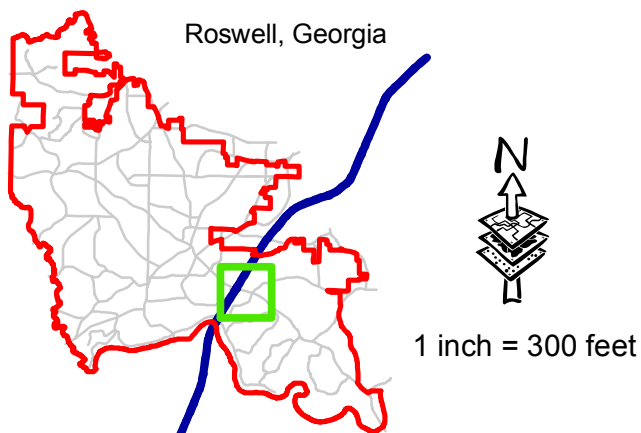 Roswell, Georgia
N
1 inch = 300 feet